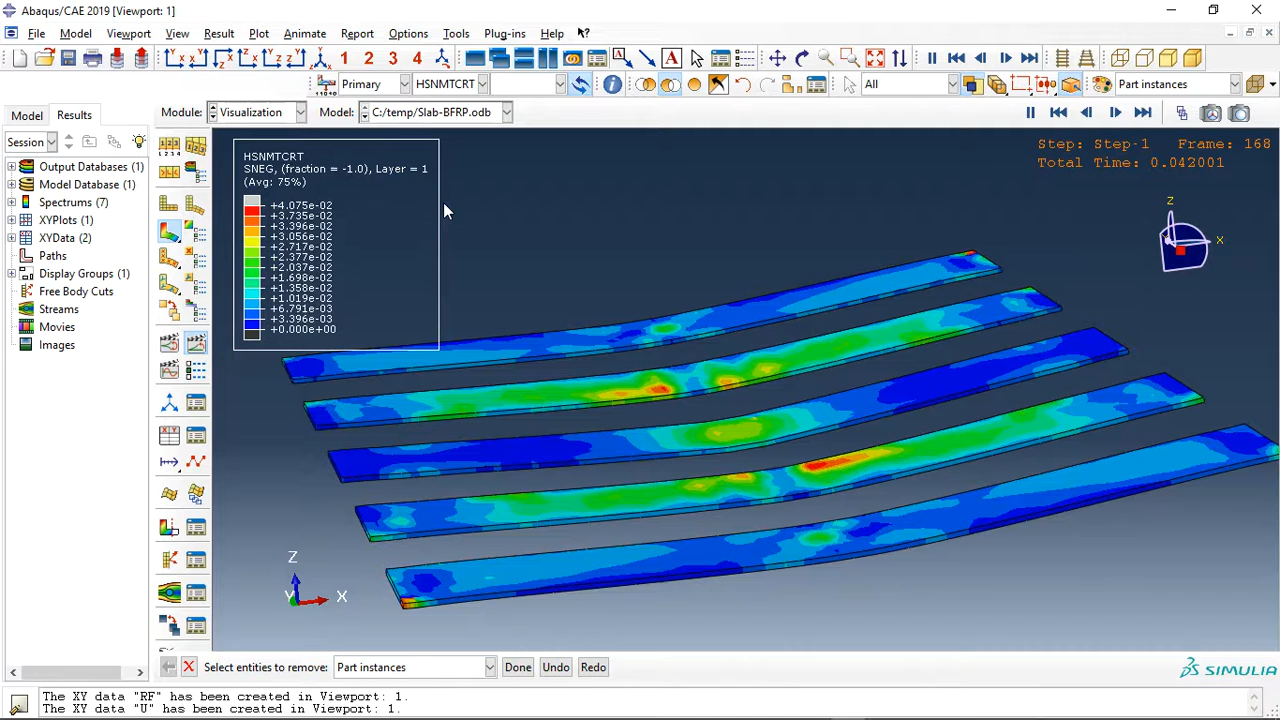 Abaqus/CAE 2019 [Viewport: 1]
File Model Viewport View Result Plot Animate Report Options Tools Plug-ins Help
1 2 3 4
Primary HSNMTCRT All Part instances
Model Results Module: Visualization Model: C:/temp/Slab-BFRP.odb
Session
Output Databases (1)
Model Database (1)
Spectrums (7)
XYPlots (1)
XYData (2)
Paths
Display Groups (1)
Free Body Cuts
Streams
Movies
Images
HSNMTCRT
SNEG, (fraction = -1.0), Layer = 1
(Avg: 75%)
+4.075e-02
+3.735e-02
+3.396e-02
+3.056e-02
+2.717e-02
+2.377e-02
+2.037e-02
+1.698e-02
+1.358e-02
+1.019e-02
+6.791e-03
+3.396e-03
+0.000e+00
Step: Step-1 Frame: 168
Total Time: 0.042001
Z
X
Z
Y X
Select entities to remove: Part instances Done Undo Redo
SIMULIA
The XY data "RF" has been created in Viewport: 1.
The XY data "U" has been created in Viewport: 1.